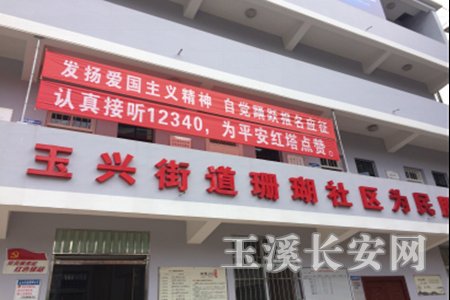 发扬爱国主义精神 自觉踊跃报名应征
认真接听12340，为平安红塔点赞。
玉兴街道珊瑚社区为民
玉溪长安网